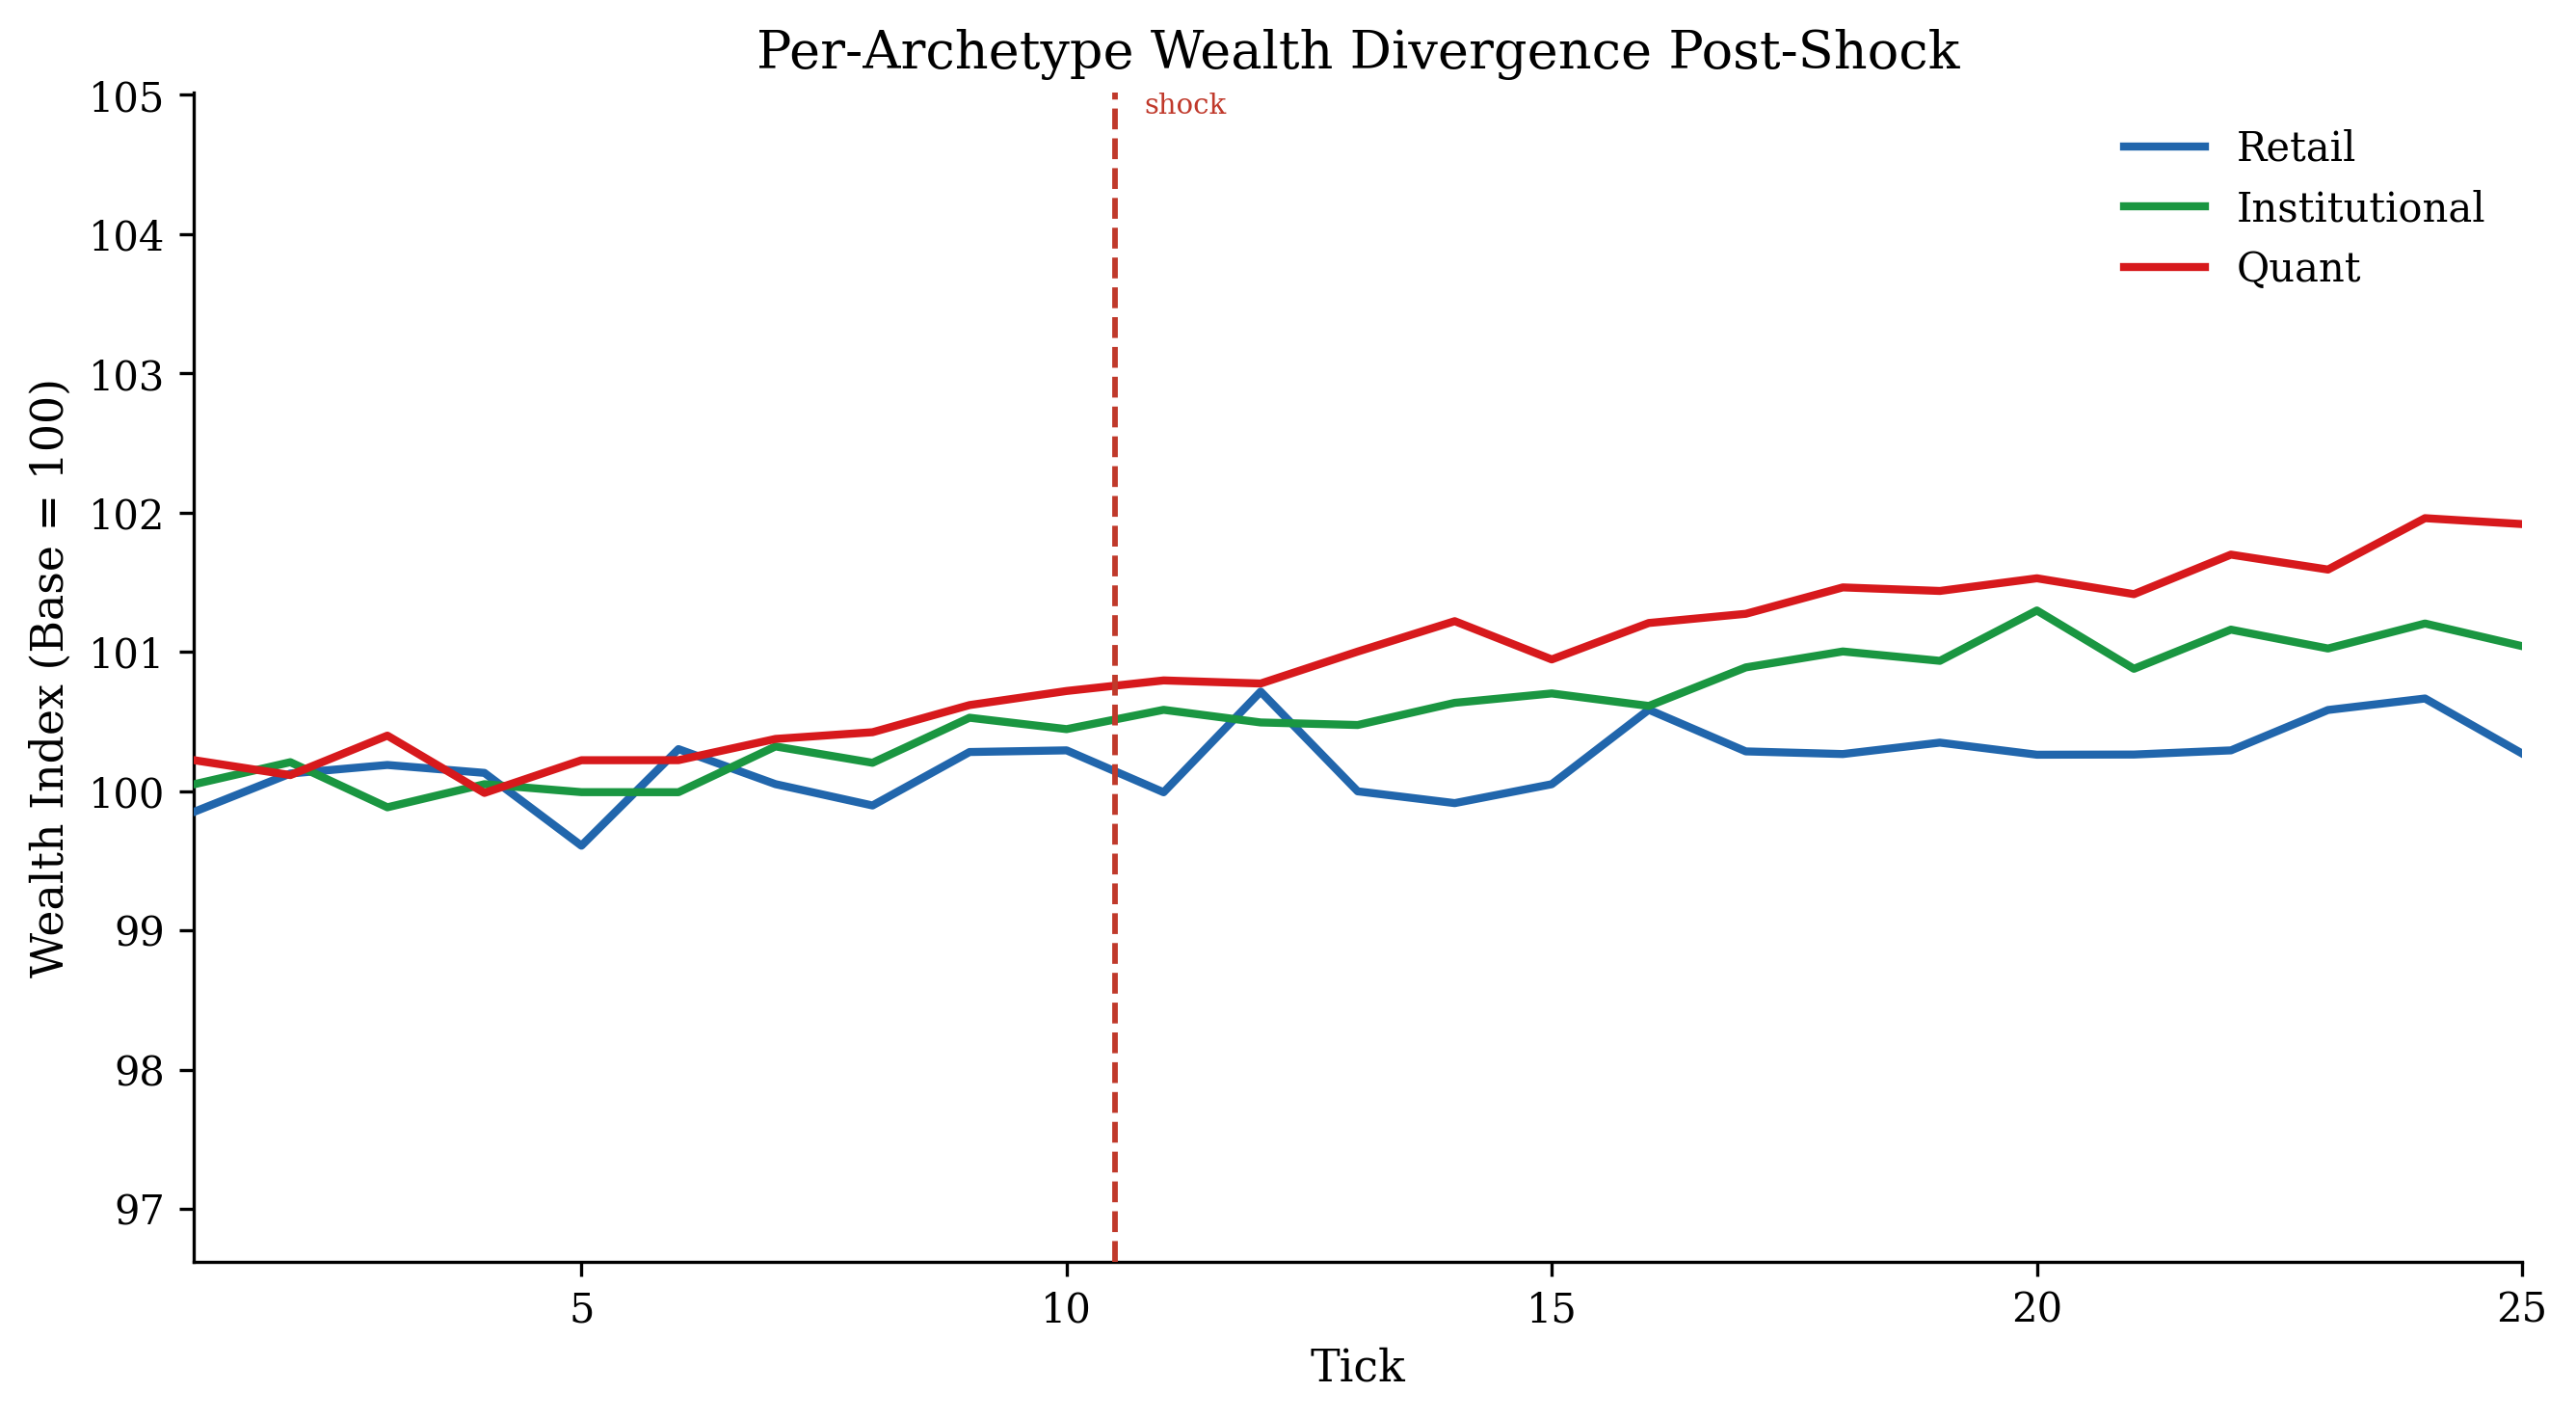 Per-Archetype Wealth Divergence Post-Shock
105
104
103
102
101
100
99
98
97
Wealth Index (Base = 100)
shock
Retail
Institutional
Quant
5
10
15
20
25
Tick